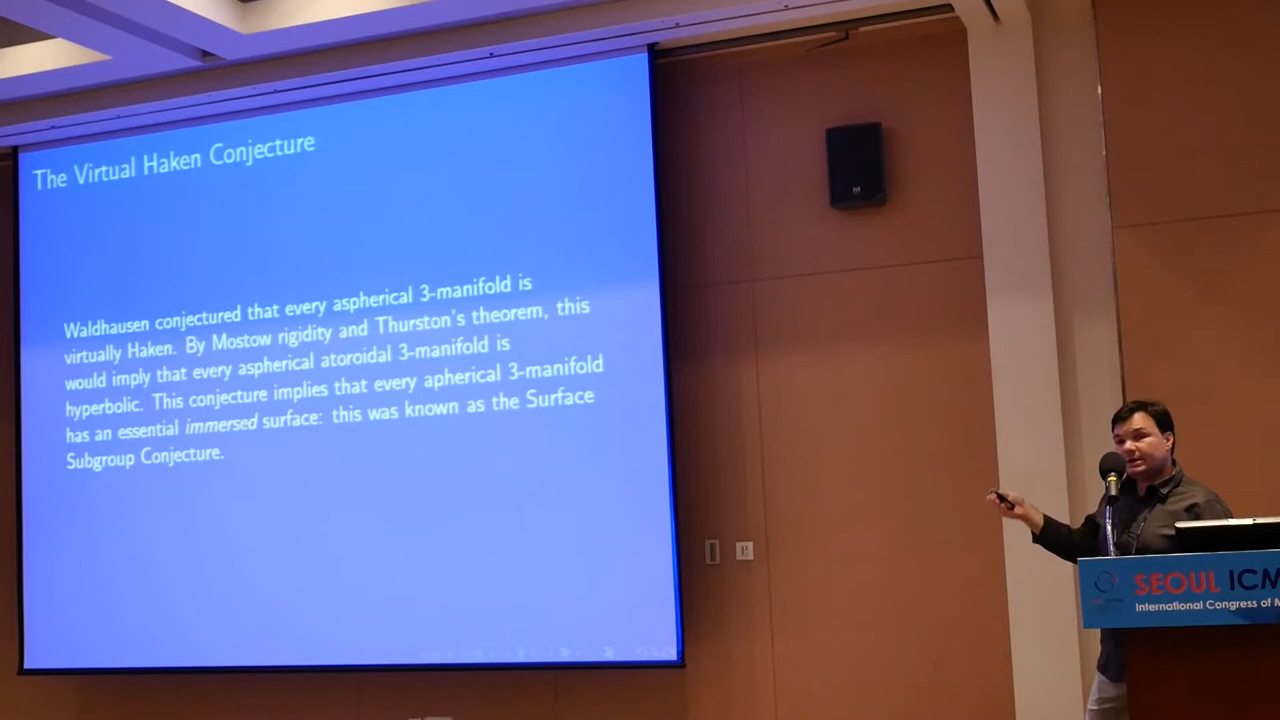 The Virtual Haken Conjecture
Waldhausen conjectured that every aspherical 3-manifold is
virtually Haken. By Mostow rigidity and Thurston's theorem, this
would imply that every aspherical atoroidal 3-manifold is
hyperbolic. This conjecture implies that every apherical 3-manifold
has an essential immersed surface: this was known as the Surface
Subgroup Conjecture.
SEOUL ICM
International Congress of M